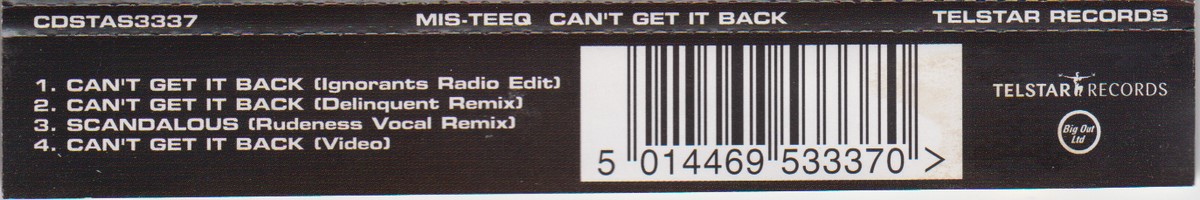 CDSTAS3337 MIS-TEEQ CAN'T GET IT BACK TELSTAR RECORDS
1. CAN'T GET IT BACK (Ignorants Radio Edit)
2. CAN'T GET IT BACK (Delinquent Remix)
3. SCANDALOUS (Rudeness Vocal Remix)
4. CAN'T GET IT BACK (Video)
5 014469 533370 >
TELSTAR RECORDS
Big Out
Ltd